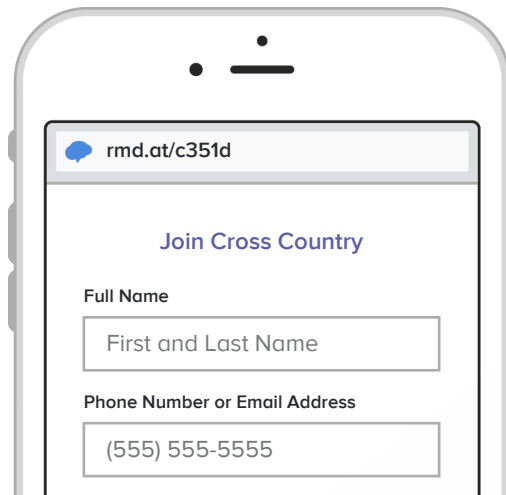 rmd.at/c351d
Join Cross Country
Full Name
First and Last Name
Phone Number or Email Address
(555) 555-5555